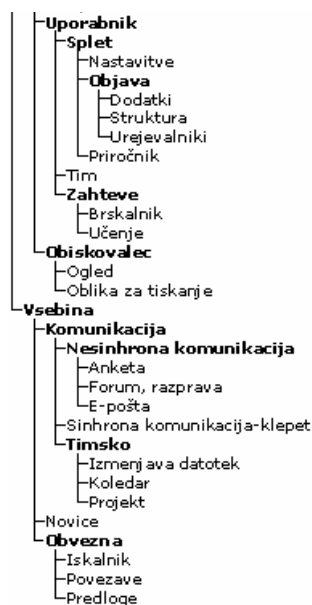 Uporabnik
Splet
Nastavitve
Objava
Dodatki
Struktura
Urejevalniki
Priročnik
Tim
Zahteve
Brskalnik
Učenje
Obiskovalec
Ogled
Oblika za tiskanje
Vsebina
Komunikacija
Nesinhrona komunikacija
Anketa
Forum, razprava
E-pošta
Sinhrona komunikacija-klepet
Timsko
Izmenjava datotek
Koledar
Projekt
Novice
Obvezna
Iskalnik
Povezave
Predloge